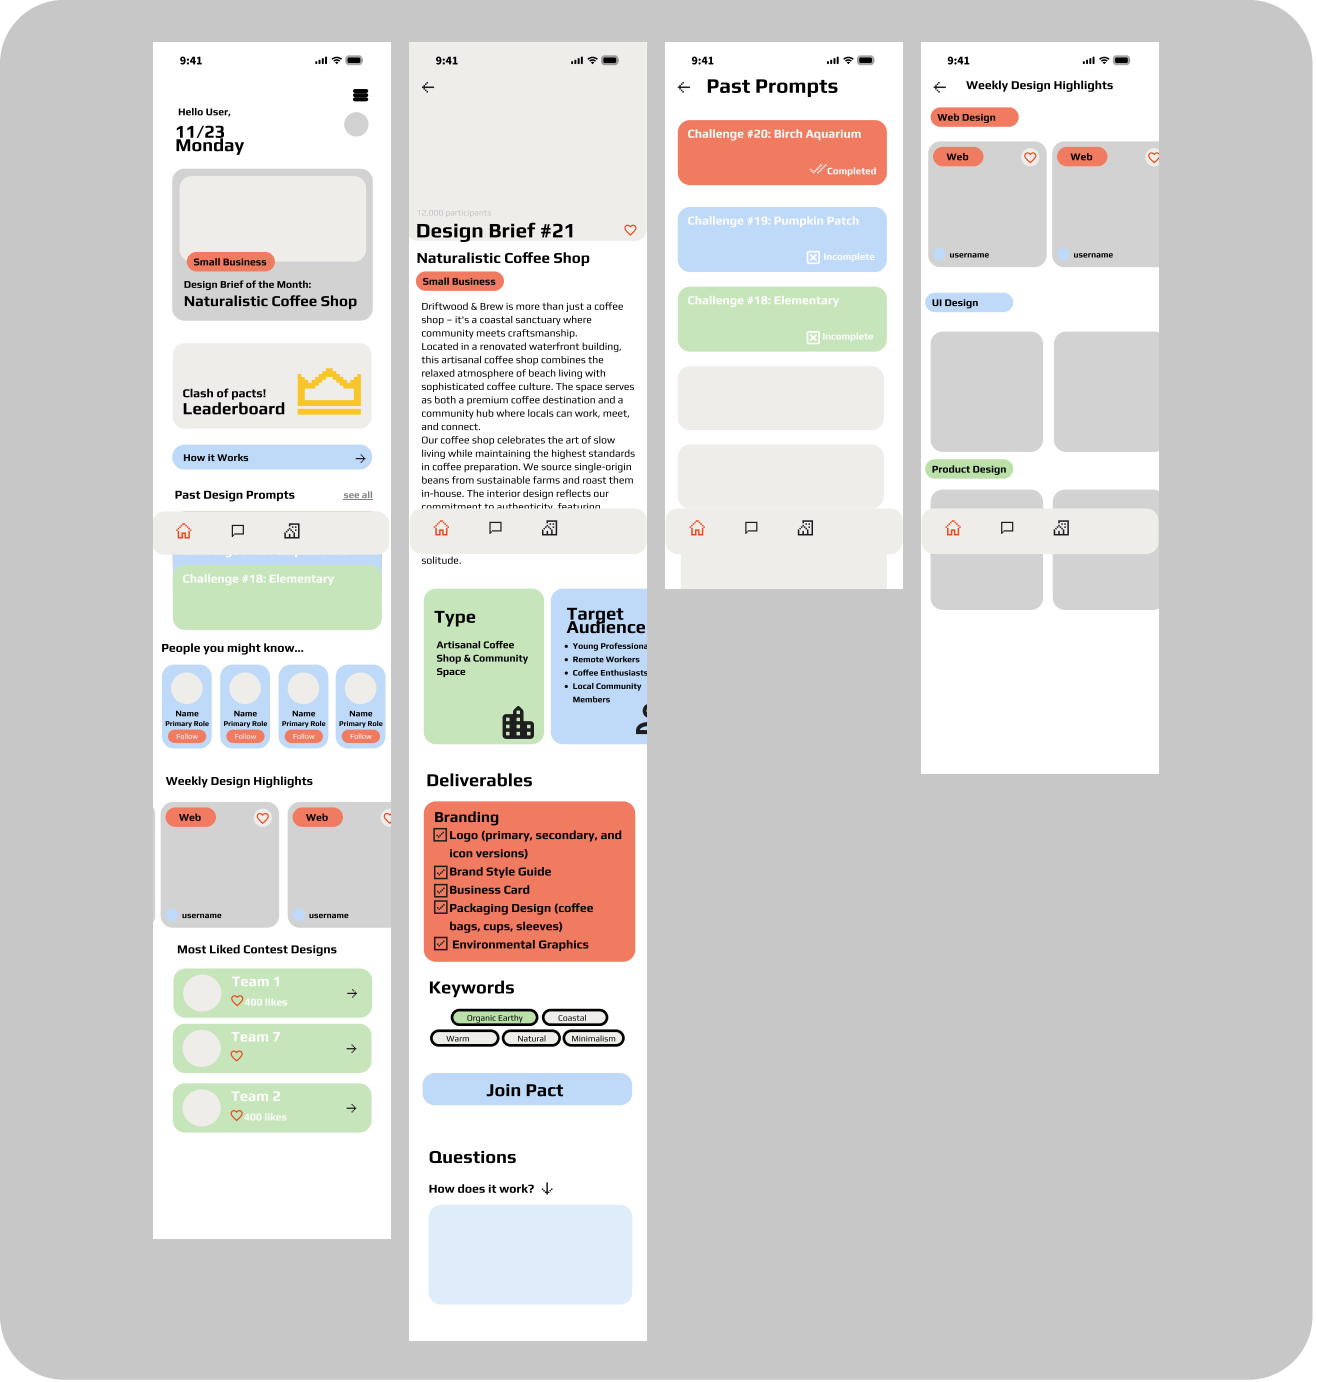 9:41
Hello User,
11/23
Monday
Small Business
Design Brief of the Month:
Naturalistic Coffee Shop
Clash of pacts!
Leaderboard
How it Works
Past Design Prompts
see all
Challenge #18: Elementary
People you might know...
Name
Primary Role
Follow
Name
Primary Role
Follow
Name
Primary Role
Follow
Name
Primary Role
Follow
Weekly Design Highlights
Web
username
Web
username
Most Liked Contest Designs
Team 1
400 likes
Team 7
Team 2
400 likes
9:41
12,000 participants
Design Brief #21
Naturalistic Coffee Shop
Small Business
Driftwood & Brew is more than just a coffee
shop – it's a coastal sanctuary where
community meets craftsmanship.
Located in a renovated waterfront building,
this artisanal coffee shop combines the
relaxed atmosphere of beach living with
sophisticated coffee culture. The space serves
as both a premium coffee destination and a
community hub where locals can work, meet,
and connect.
Our coffee shop celebrates the art of slow
living while maintaining the highest standards
in coffee preparation. We source single-origin
beans from sustainable farms and roast them
in-house. The interior design reflects our
commitment to authenticity, featuring
solitude.
Type
Artisanal Coffee
Shop & Community
Space
Target
Audience
Young Professiona
Remote Workers
Coffee Enthusiasts
Local Community
Members
Deliverables
Branding
Logo (primary, secondary, and
icon versions)
Brand Style Guide
Business Card
Packaging Design (coffee
bags, cups, sleeves)
Environmental Graphics
Keywords
Organic Earthy
Coastal
Warm
Natural
Minimalism
Join Pact
Questions
How does it work?
9:41
Past Prompts
Challenge #20: Birch Aquarium
Completed
Challenge #19: Pumpkin Patch
Incomplete
Challenge #18: Elementary
Incomplete
9:41
Weekly Design Highlights
Web Design
Web
username
Web
username
UI Design
Product Design